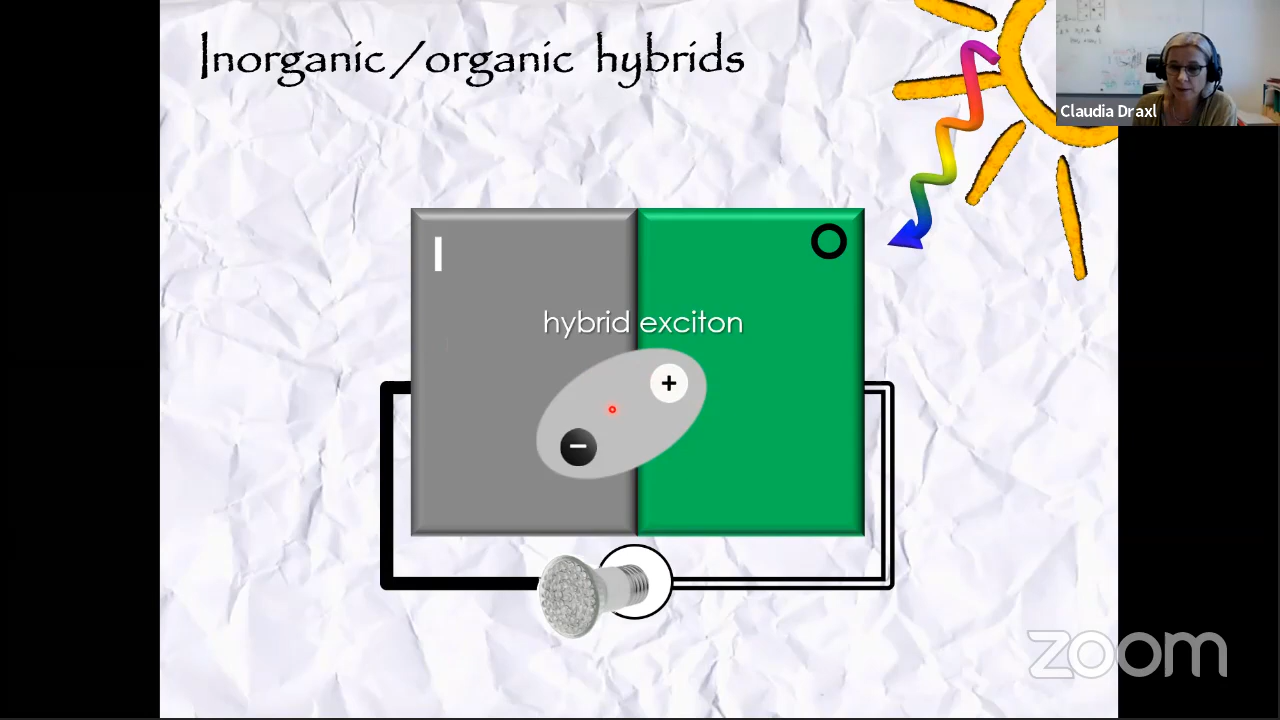 Inorganic/organic hybrids
Claudia Draxl
I
O
hybrid exciton
+
−
zoom